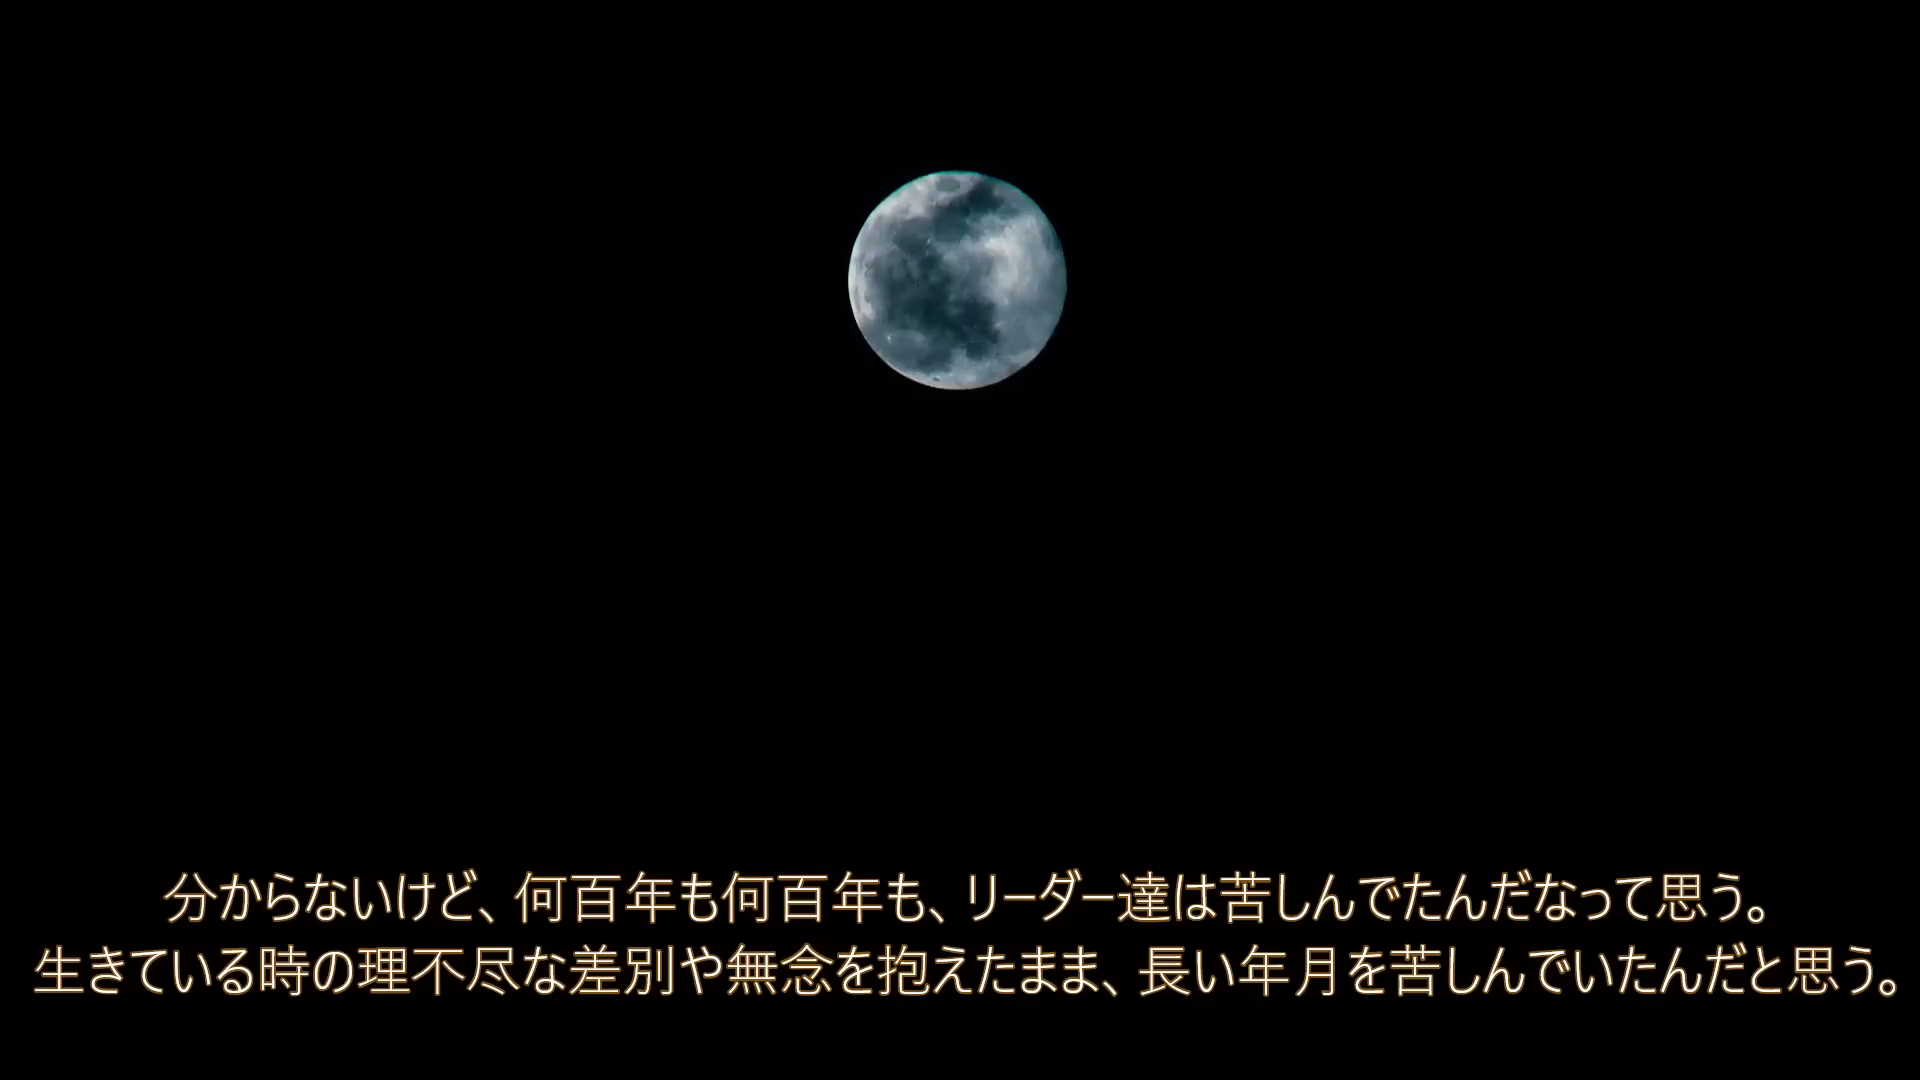 分からないけど、何百年も何百年も、リーダー達は苦しんでたんだなって思う。
生きている時の理不尽な差別や無念を抱えたまま、長い年月を苦しんでいたんだと思う。